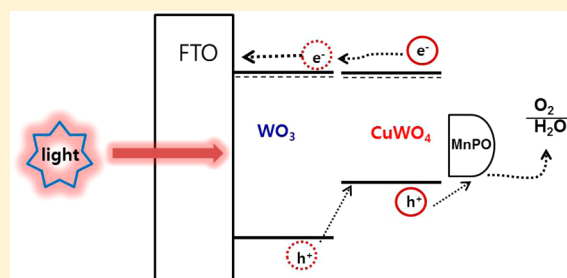 FTO
e⁻
e⁻
WO₃
CuWO₄
MnPO
O₂
H₂O
light
h⁺
h⁺